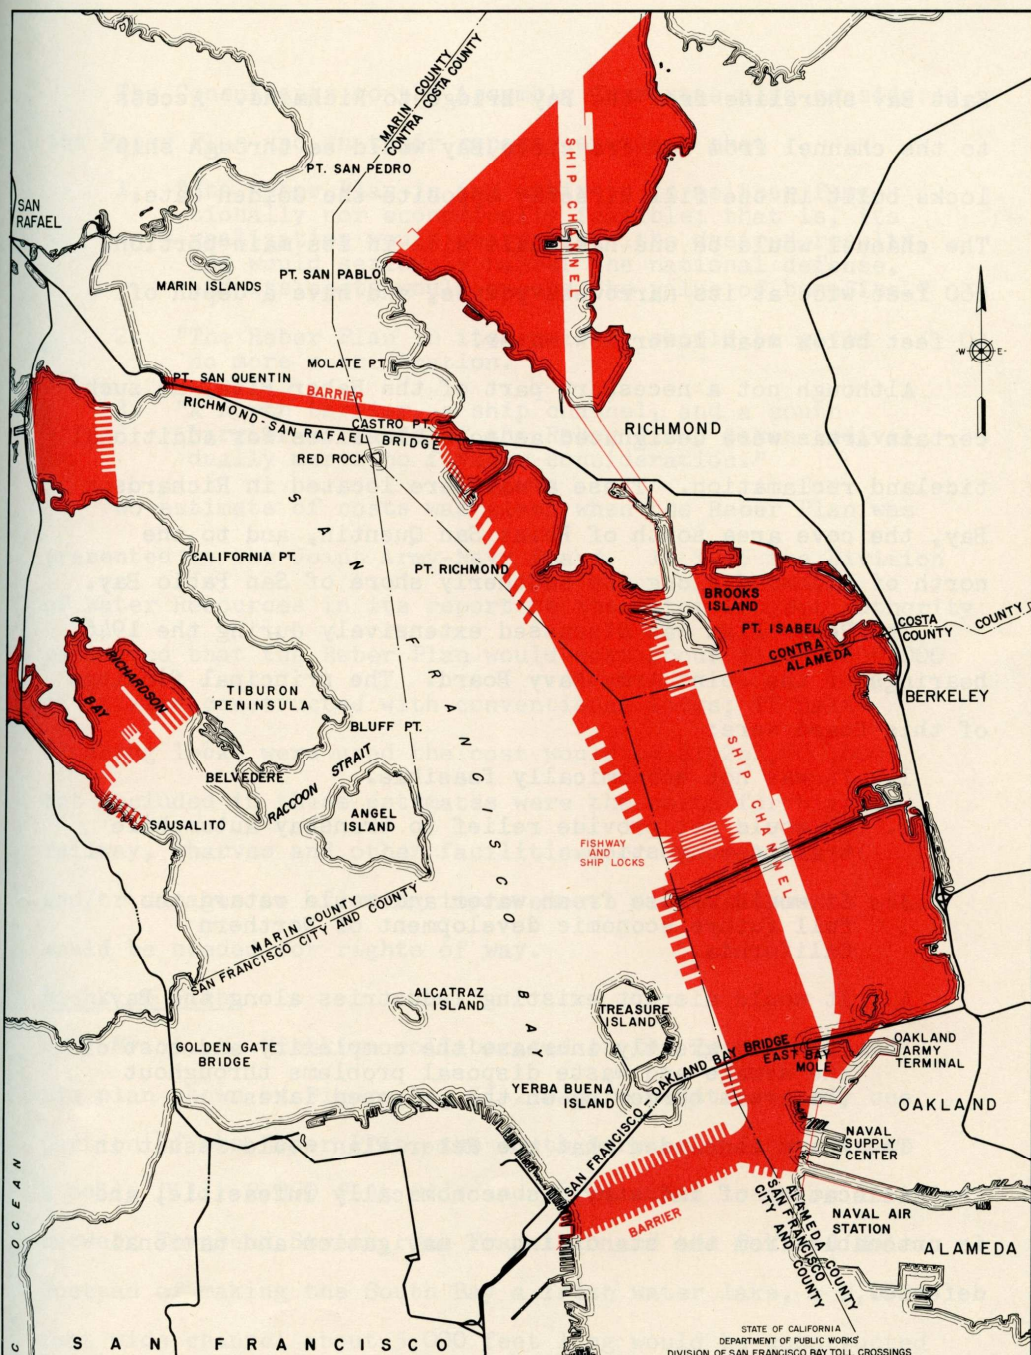 MARIN COUNTY
CONTRA COSTA COUNTY
SHIP CHANNEL
PT. SAN PEDRO
SAN
RAFAEL
MARIN ISLANDS
PT. SAN PABLO
W
E
MOLATE PT.
PT. SAN QUENTIN
BARRIER
RICHMOND-SAN RAFAEL BRIDGE
CASTRO PT.
RED ROCK
RICHMOND
CALIFORNIA PT.
PT. RICHMOND
BROOKS
ISLAND
PT. ISABEL
CONTRA
ALAMEDA
COSTA
COUNTY
COUNTY
BERKELEY
RICHARDSON
BAY
TIBURON
PENINSULA
BLUFF PT.
BELVEDERE
RACCOON STRAIT
SAUSALITO
ANGEL
ISLAND
SAN FRANCISCO BAY
FISHWAY
AND
SHIP LOCKS
SHIP CHANNEL
MARIN COUNTY
SAN FRANCISCO CITY AND COUNTY
ALCATRAZ
ISLAND
TREASURE
ISLAND
GOLDEN GATE
BRIDGE
YERBA BUENA
ISLAND
SAN FRANCISCO-OAKLAND BAY BRIDGE
EAST BAY
MOLE
OAKLAND
ARMY
TERMINAL
OAKLAND
NAVAL
SUPPLY
CENTER
NAVAL AIR
STATION
ALAMEDA
BARRIER
ALAMEDA COUNTY
SAN FRANCISCO
CITY AND
COUNTY
OCEAN
SAN FRANCISCO
STATE OF CALIFORNIA
DEPARTMENT OF PUBLIC WORKS
DIVISION OF SAN FRANCISCO BAY TOLL CROSSINGS